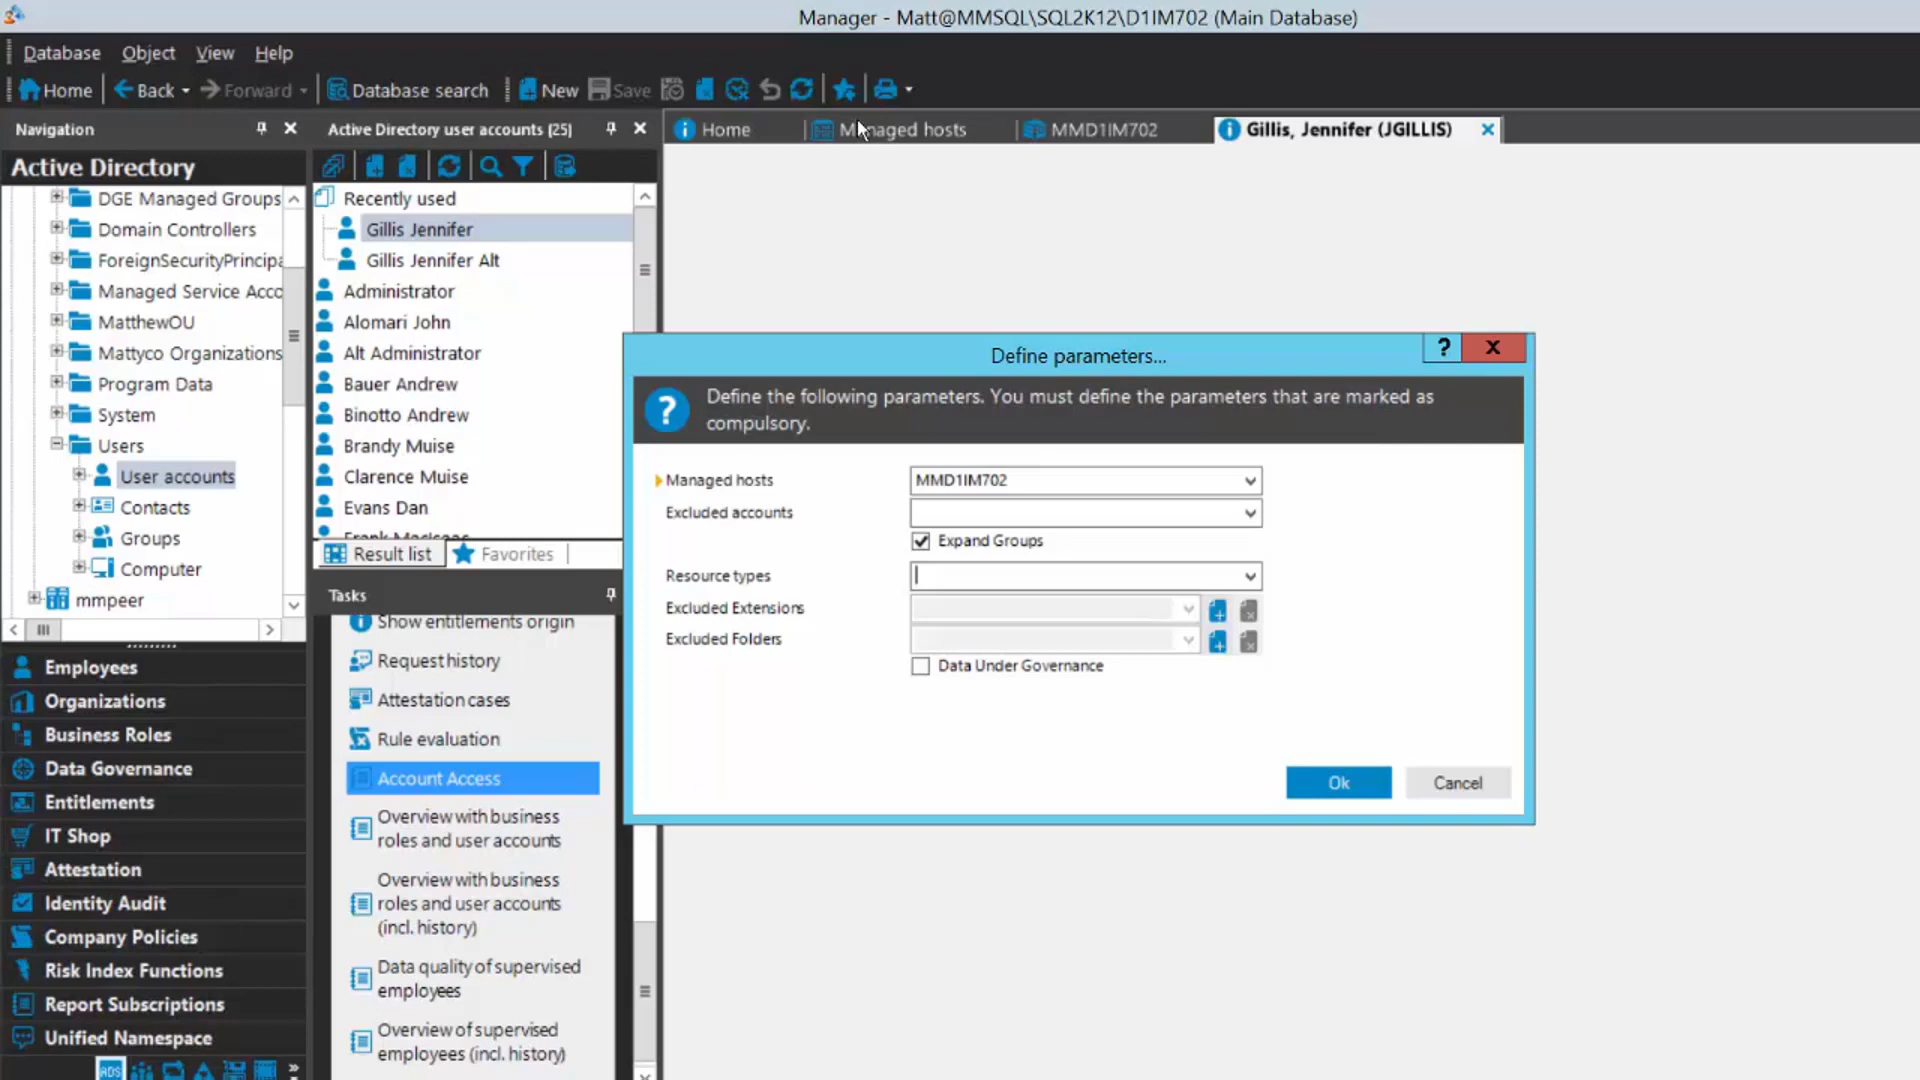 Manager - Matt@MMSQL\SQL2K12\D1IM702 (Main Database)
Database Object View Help
Home Back Forward Database search New Save
Navigation
Active Directory
DGE Managed Groups
Domain Controllers
ForeignSecurityPrincipa
Managed Service Acco
MatthewOU
Mattyco Organizations
Program Data
System
Users
User accounts
Contacts
Groups
Computer
mmpeer
Employees
Organizations
Business Roles
Data Governance
Entitlements
IT Shop
Attestation
Identity Audit
Company Policies
Risk Index Functions
Report Subscriptions
Unified Namespace
ADS
Active Directory user accounts (25)
Recently used
Gillis Jennifer
Gillis Jennifer Alt
Administrator
Alomari John
Alt Administrator
Bauer Andrew
Binotto Andrew
Brandy Muise
Clarence Muise
Evans Dan
Result list Favorites
Tasks
Show entitlements origin
Request history
Attestation cases
Rule evaluation
Account Access
Overview with business
roles and user accounts
Overview with business
roles and user accounts
(incl. history)
Data quality of supervised
employees
Overview of supervised
employees (incl. history)
Home Managed hosts MMD1IM702 Gillis, Jennifer (JGILLIS)
Define parameters...
Define the following parameters. You must define the parameters that are marked as
compulsory.
Managed hosts MMD1IM702
Excluded accounts
Expand Groups
Resource types
Excluded Extensions
Excluded Folders
Data Under Governance
Ok Cancel